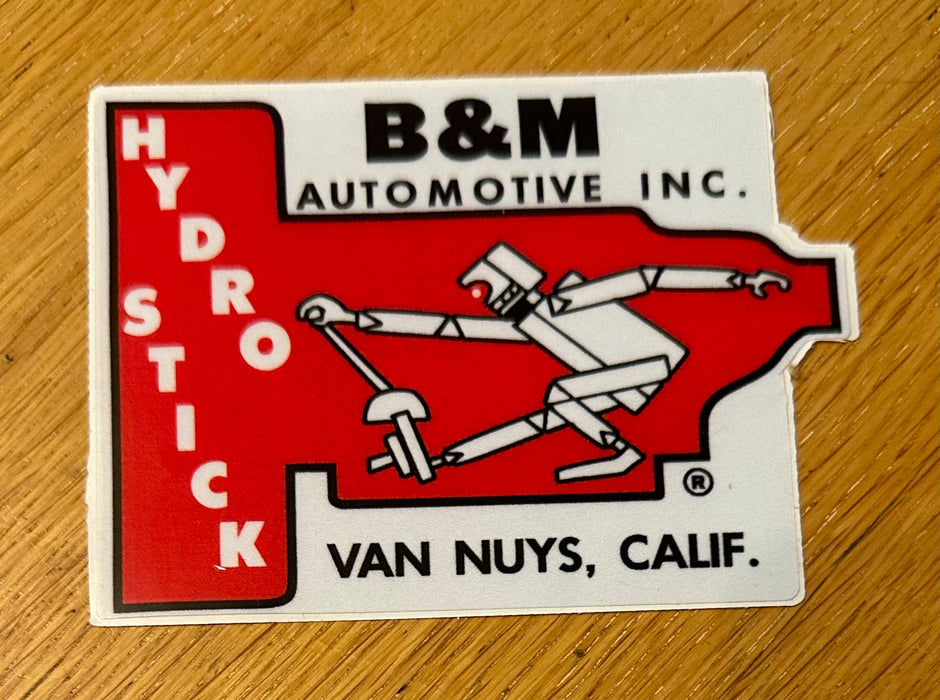 B&M
AUTOMOTIVE INC.
HYDRO
STICK
®
VAN NUYS, CALIF.